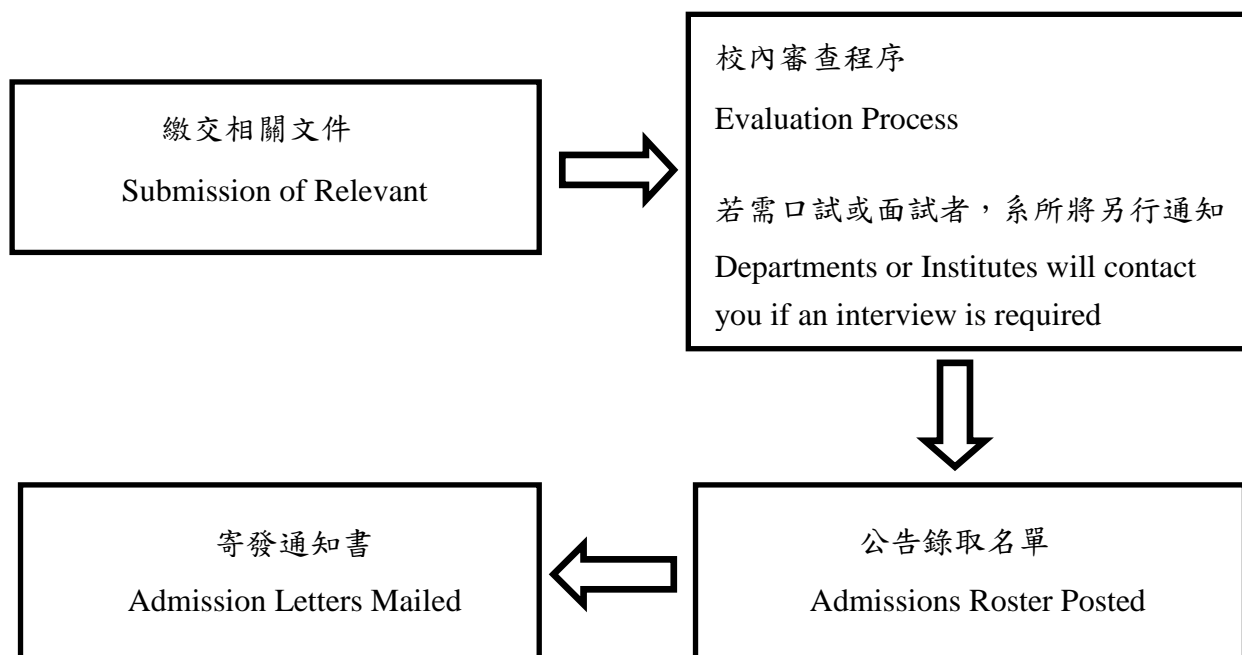 繳交相關文件
Submission of Relevant
校內審查程序
Evaluation Process
若需口試或面試者，系所將另行通知
Departments or Institutes will contact
you if an interview is required
公告錄取名單
Admissions Roster Posted
寄發通知書
Admission Letters Mailed